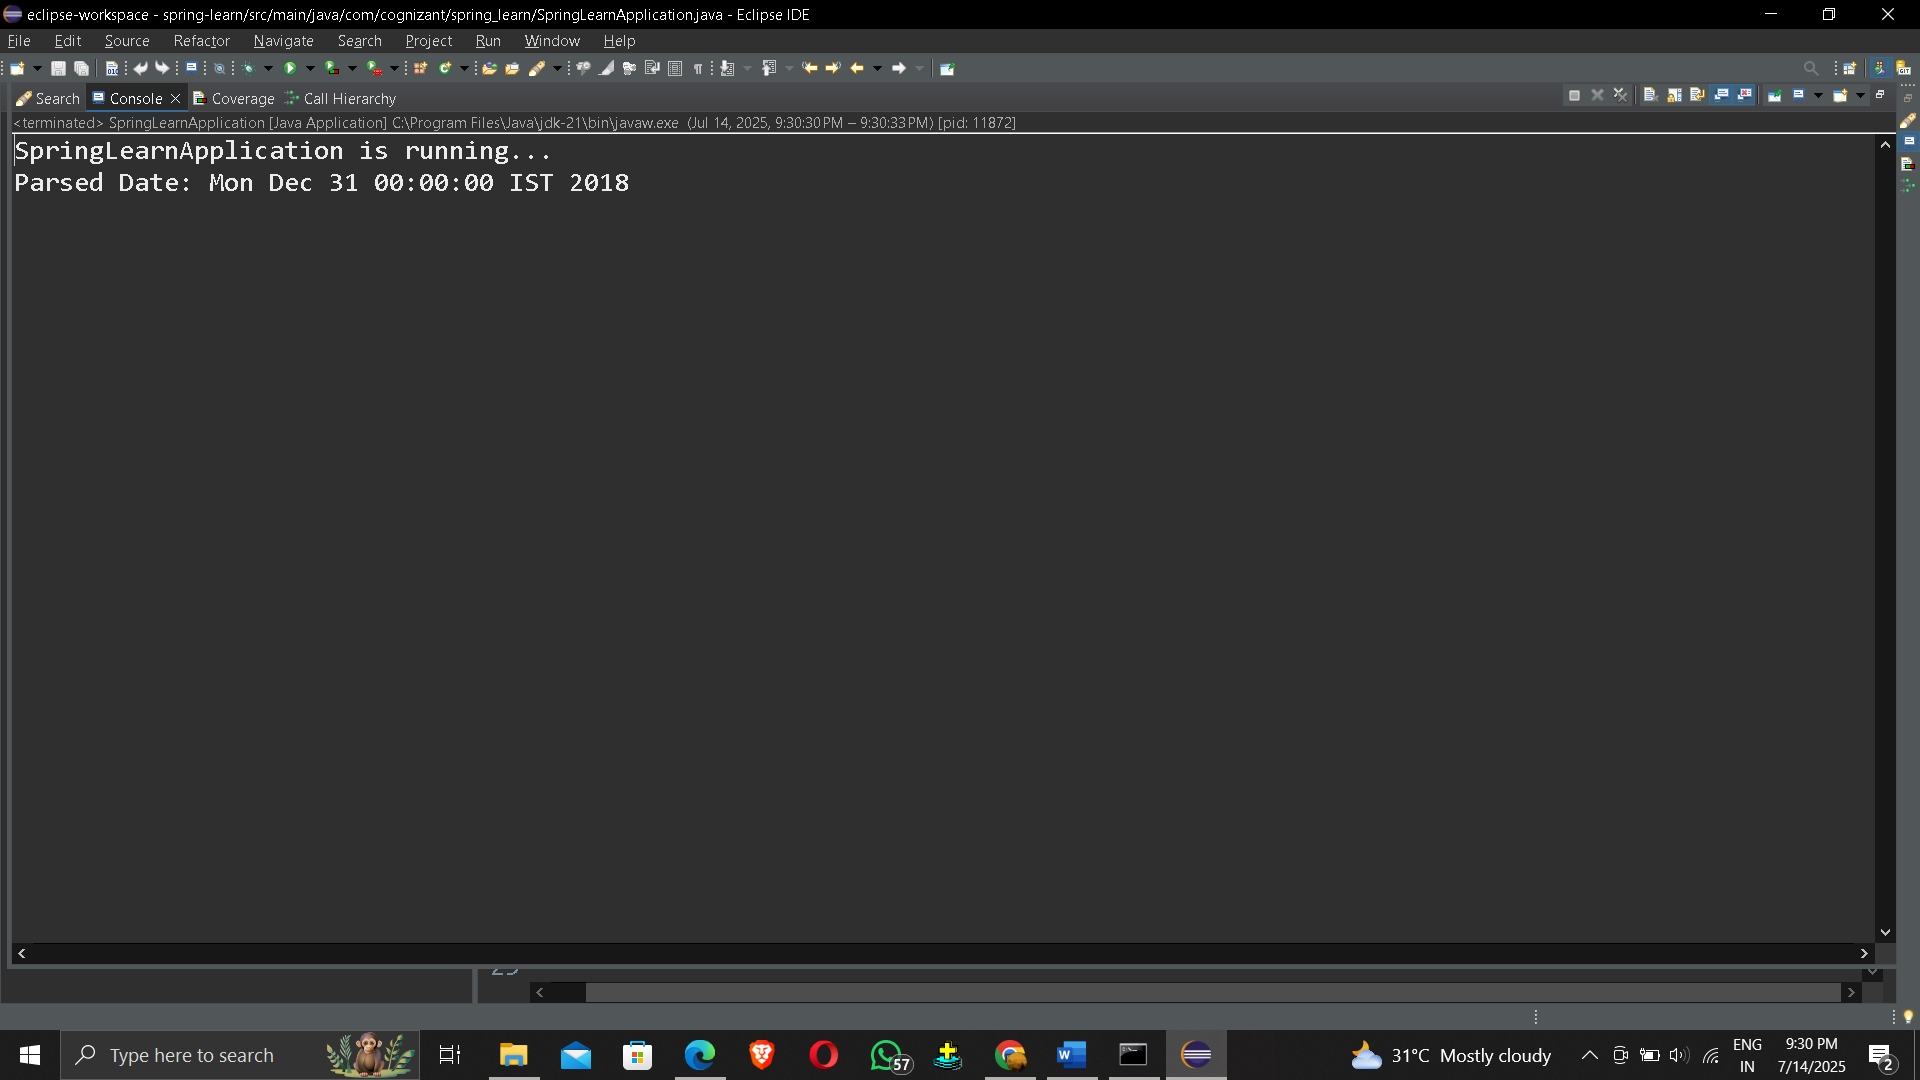 eclipse-workspace - spring-learn/src/main/java/com/cognizant/spring_learn/SpringLearnApplication.java - Eclipse IDE
File Edit Source Refactor Navigate Search Project Run Window Help
Search Console Coverage Call Hierarchy
<terminated> SpringLearnApplication [Java Application] C:\Program Files\Java\jdk-21\bin\javaw.exe (Jul 14, 2025, 9:30:30 PM – 9:30:33 PM) [pid: 11872]
SpringLearnApplication is running...
Parsed Date: Mon Dec 31 00:00:00 IST 2018
Type here to search
57
31°C Mostly cloudy
ENG
IN
9:30 PM
7/14/2025
2